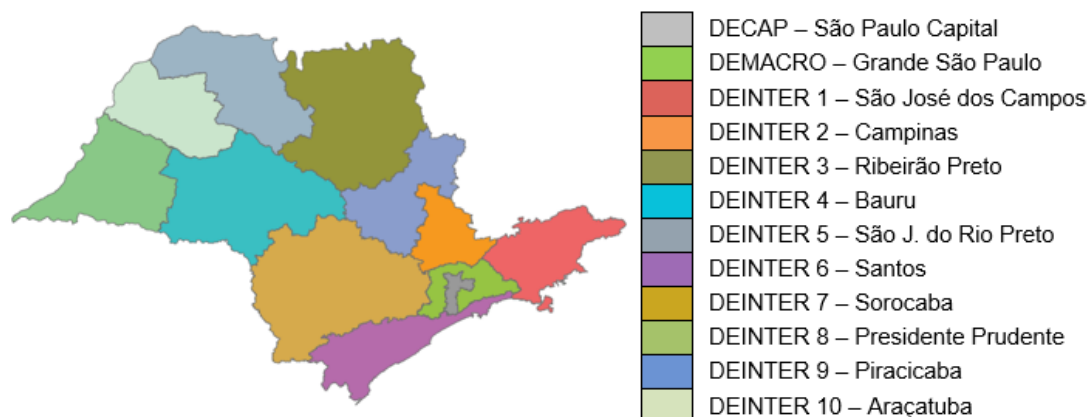 DECAP – São Paulo Capital
DEMACRO – Grande São Paulo
DEINTER 1 – São José dos Campos
DEINTER 2 – Campinas
DEINTER 3 – Ribeirão Preto
DEINTER 4 – Bauru
DEINTER 5 – São J. do Rio Preto
DEINTER 6 – Santos
DEINTER 7 – Sorocaba
DEINTER 8 – Presidente Prudente
DEINTER 9 – Piracicaba
DEINTER 10 – Araçatuba